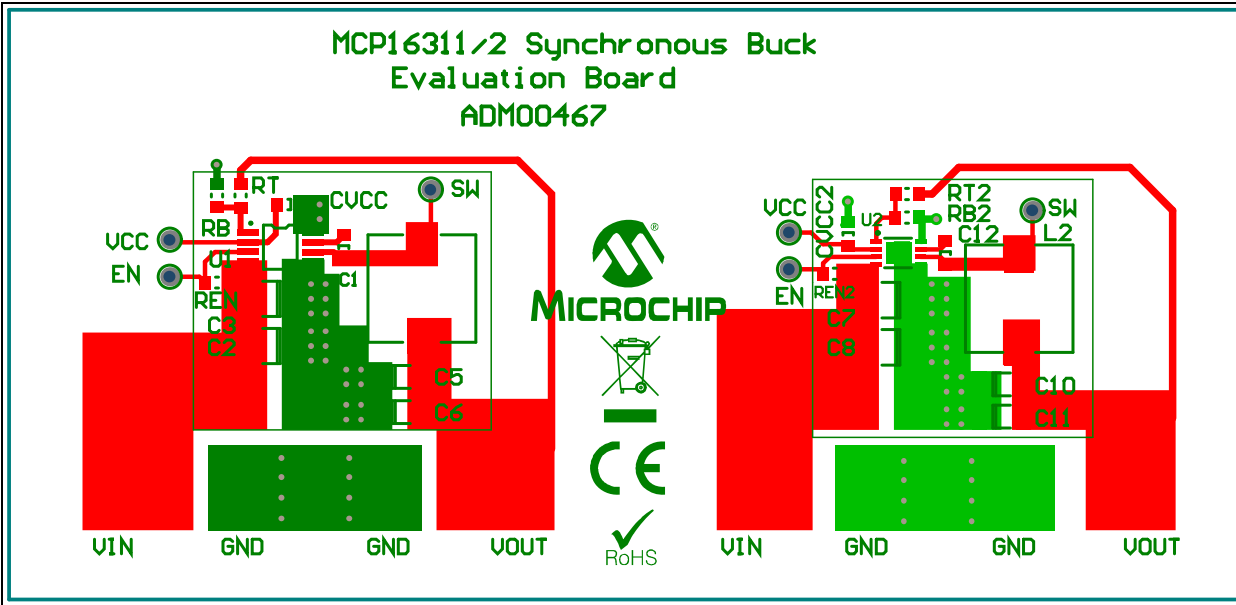 MCP16311/2 Synchronous Buck
Evaluation Board
ADM00467
RT
CVCC
SW
RB
VCC
U1
EN
C1
REN
C3
C2
C5
C6
VIN
GND
GND
VOUT
®
MICROCHIP
CE
RoHS
CVCC2
RT2
RB2
VCC
U2
SW
C12
L2
EN
REN2
C7
C8
C10
C11
VIN
GND
GND
VOUT